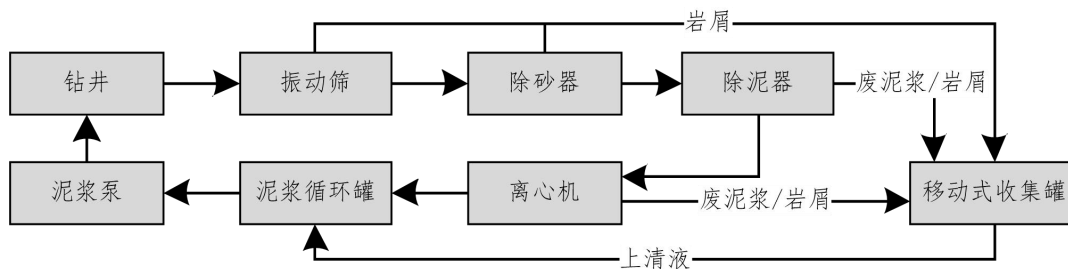 岩屑
钻井
振动筛
除砂器
除泥器
废泥浆/岩屑
泥浆泵
泥浆循环罐
离心机
废泥浆/岩屑
移动式收集罐
上清液